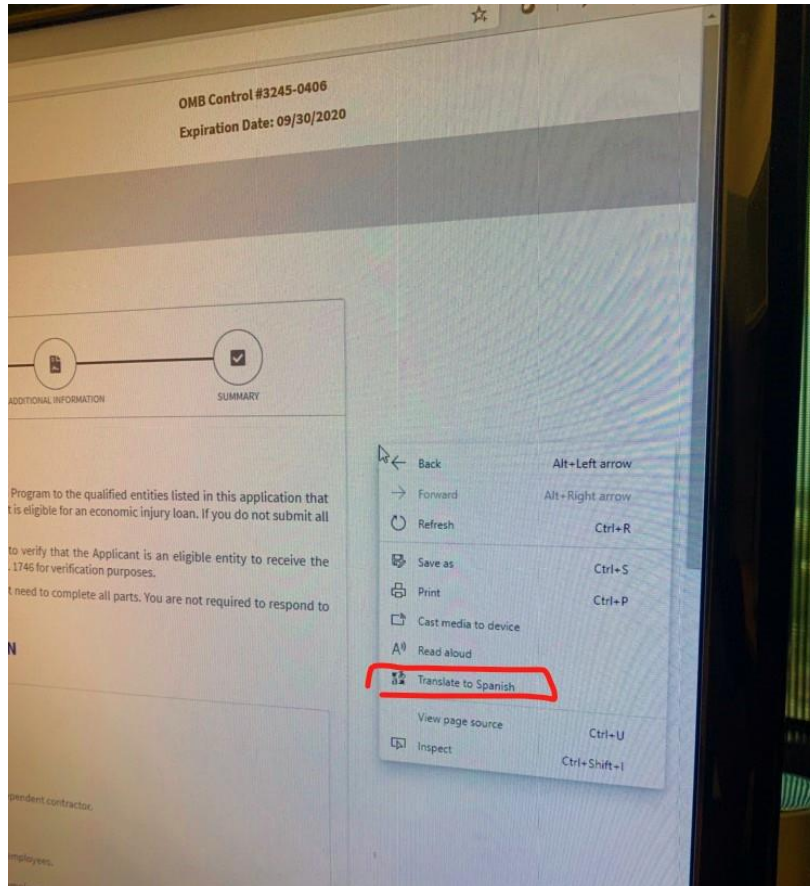 OMB Control #3245-0406
Expiration Date: 09/30/2020
ADDITIONAL INFORMATION
SUMMARY
Program to the qualified entities listed in this application that
t is eligible for an economic injury loan. If you do not submit all
to verify that the Applicant is an eligible entity to receive the
. 1746 for verification purposes.
t need to complete all parts. You are not required to respond to
N
pendent contractor.
employees.
Back Alt+Left arrow
Forward Alt+Right arrow
Refresh Ctrl+R
Save as Ctrl+S
Print Ctrl+P
Cast media to device
Read aloud
Translate to Spanish
View page source Ctrl+U
Inspect Ctrl+Shift+I